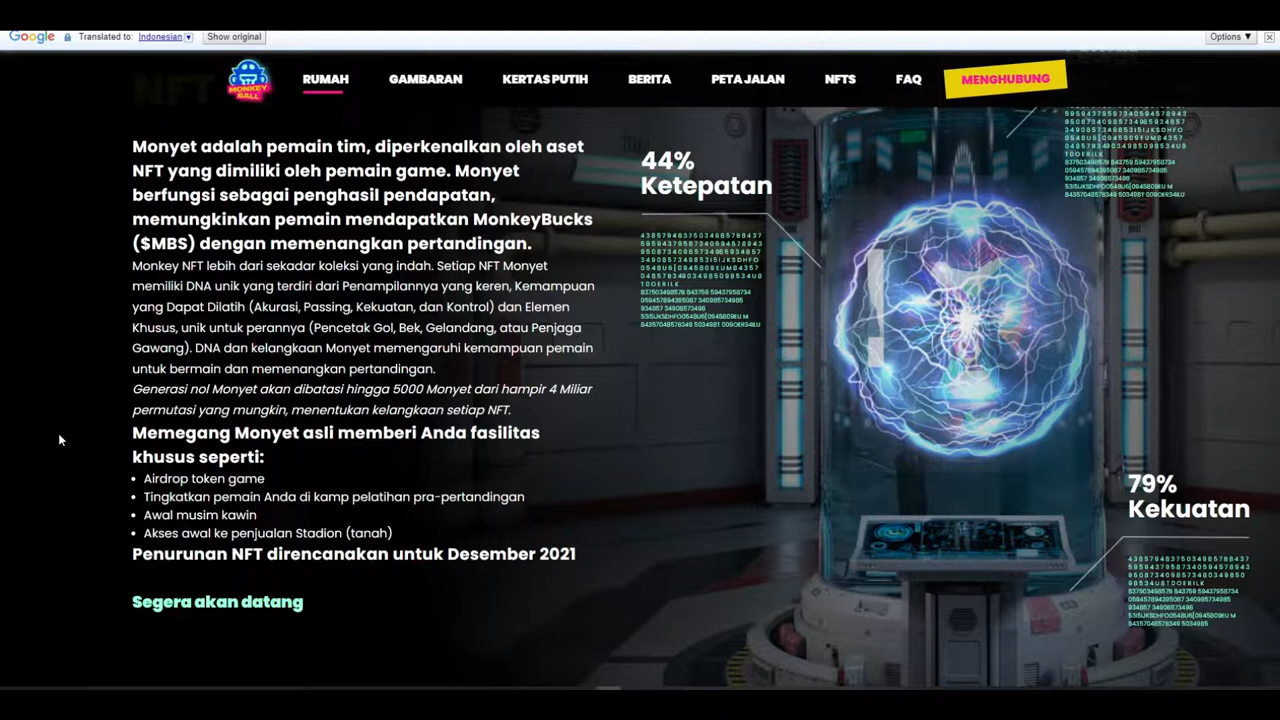 Google
Translated to: Indonesian ▼
Show original
Options ▼
MONKEY
BALL
RUMAH
GAMBARAN
KERTAS PUTIH
BERITA
PETA JALAN
NFTS
FAQ
MENGHUBUNG
NFT
Monyet adalah pemain tim, diperkenalkan oleh aset
NFT yang dimiliki oleh pemain game. Monyet
berfungsi sebagai penghasil pendapatan,
memungkinkan pemain mendapatkan MonkeyBucks
($MBS) dengan memenangkan pertandingan.
Monkey NFT lebih dari sekadar koleksi yang indah. Setiap NFT Monyet
memiliki DNA unik yang terdiri dari Penampilannya yang keren, Kemampuan
yang Dapat Dilatih (Akurasi, Passing, Kekuatan, dan Kontrol) dan Elemen
Khusus, unik untuk perannya (Pencetak Gol, Bek, Gelandang, atau Penjaga
Gawang). DNA dan kelangkaan Monyet memengaruhi kemampuan pemain
untuk bermain dan memenangkan pertandingan.
Generasi nol Monyet akan dibatasi hingga 5000 Monyet dari hampir 4 Miliar
permutasi yang mungkin, menentukan kelangkaan setiap NFT.
Memegang Monyet asli memberi Anda fasilitas
khusus seperti:
• Airdrop token game
• Tingkatkan pemain Anda di kamp pelatihan pra-pertandingan
• Awal musim kawin
• Akses awal ke penjualan Stadion (tanah)
Penurunan NFT direncanakan untuk Desember 2021
Segera akan datang
44%
Ketepatan
79%
Kekuatan